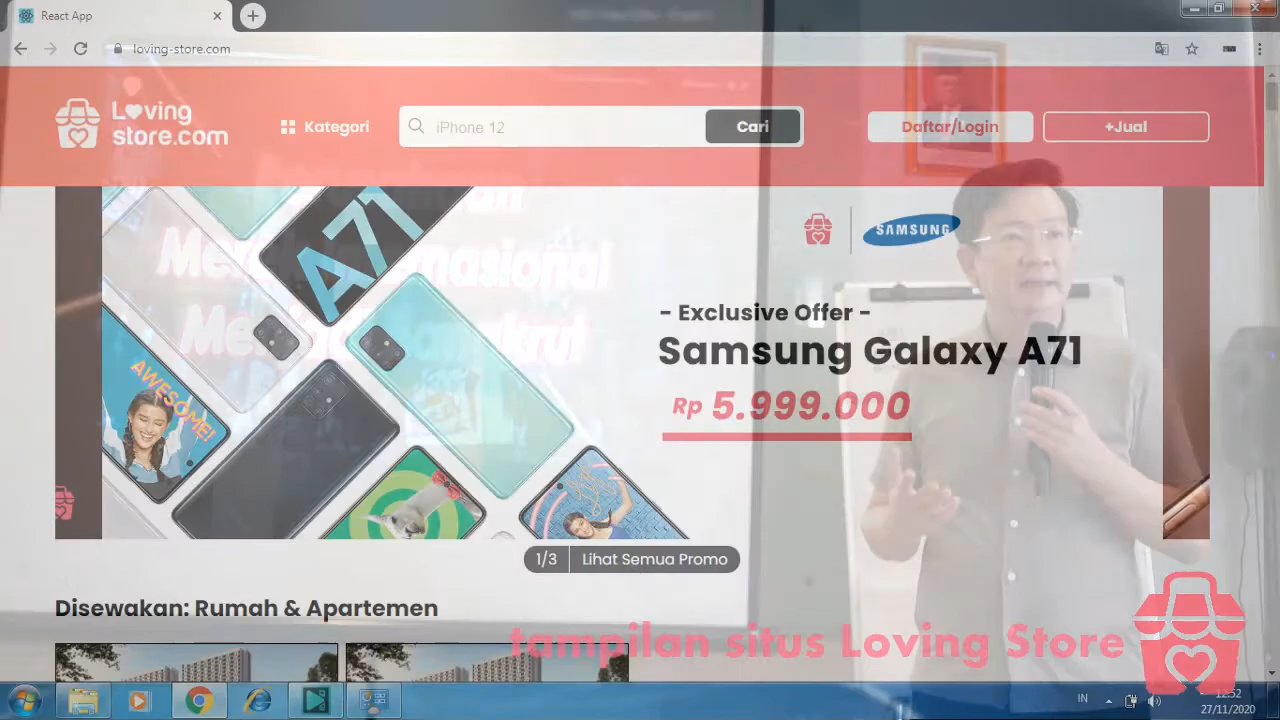 React App
loving-store.com
Loving
store.com
Kategori
iPhone 12
Cari
Daftar/Login
+Jual
A71
SAMSUNG
- Exclusive Offer -
Samsung Galaxy A71
Rp 5.999.000
AWESOME!
1/3
Lihat Semua Promo
Disewakan: Rumah & Apartemen
tampilan situs Loving Store
IN
12:52
27/11/2020